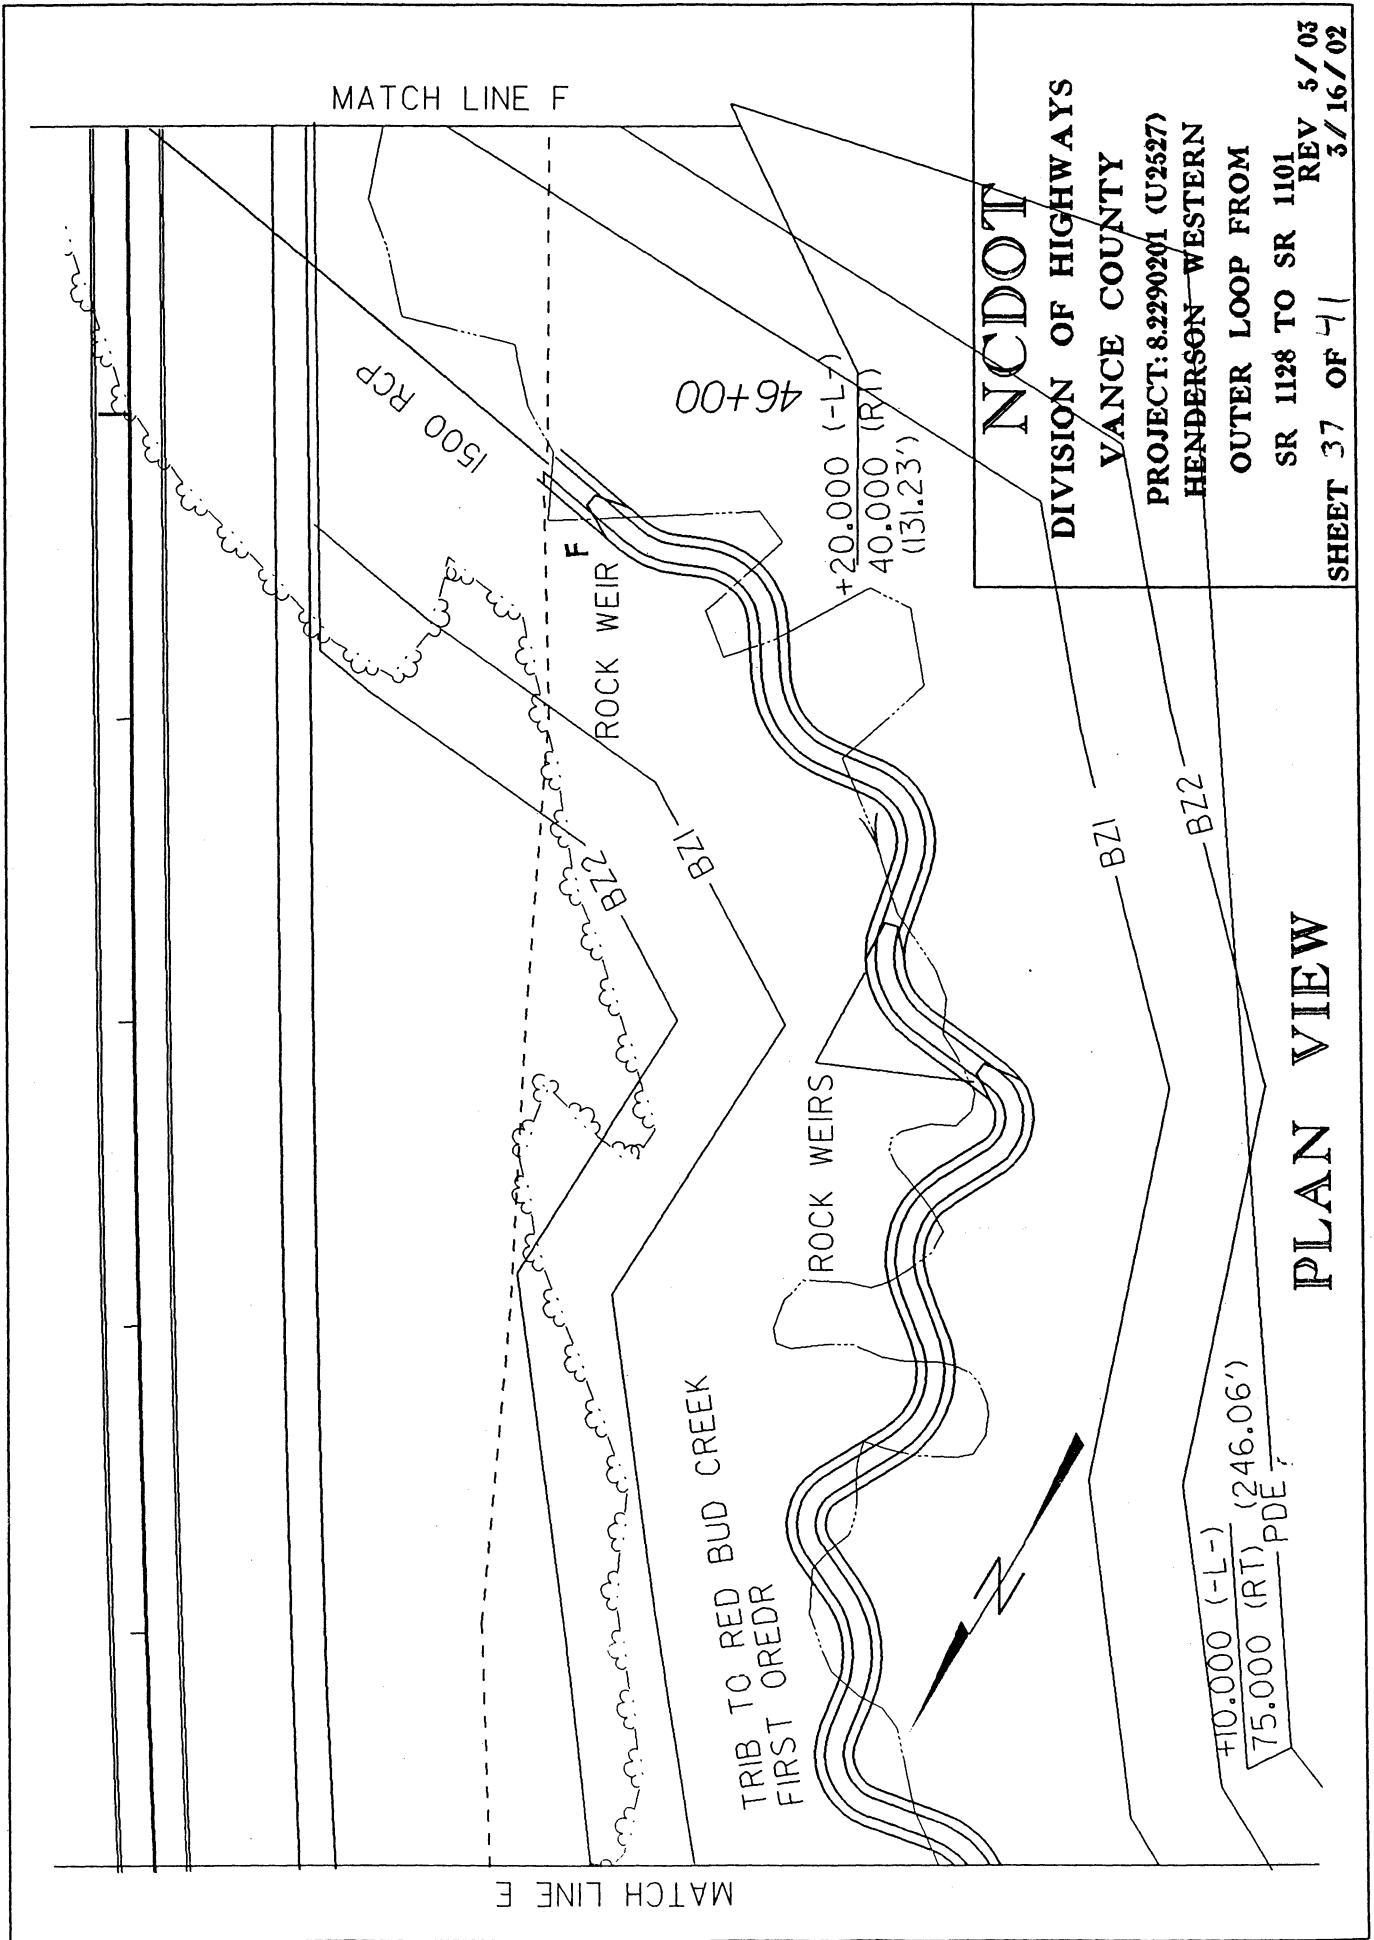 MATCH LINE F
1500 RCP
46+00
+20.000 (-L-)
40.000 (RT)
(131.23')
ROCK WEIR
F
BZ2
BZ1
BZ1
BZ2
ROCK WEIRS
TRIB TO RED BUD CREEK
FIRST OREDR
N
+10.000 (-L-)
75.000 (RT) (246.06')
PDE
MATCH LINE E
PLAN VIEW
NCDOT
DIVISION OF HIGHWAYS
VANCE COUNTY
PROJECT: 8.2290201 (U2527)
HENDERSON WESTERN
OUTER LOOP FROM
SR 1128 TO SR 1101
REV 5/03
SHEET 37 OF 41
3/16/02